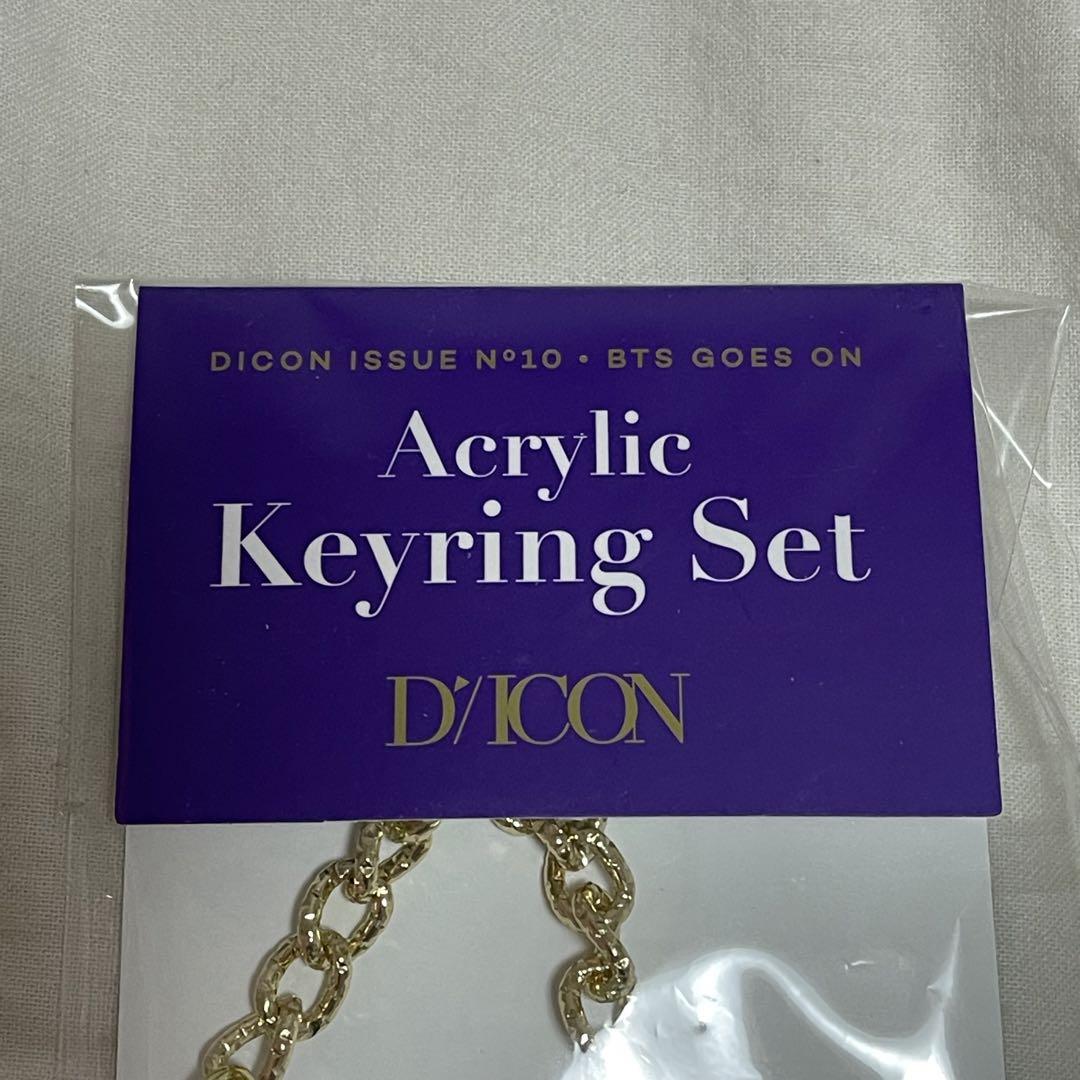 DICON ISSUE Nº10 • BTS GOES ON
Acrylic
Keyring Set
D'/ICON